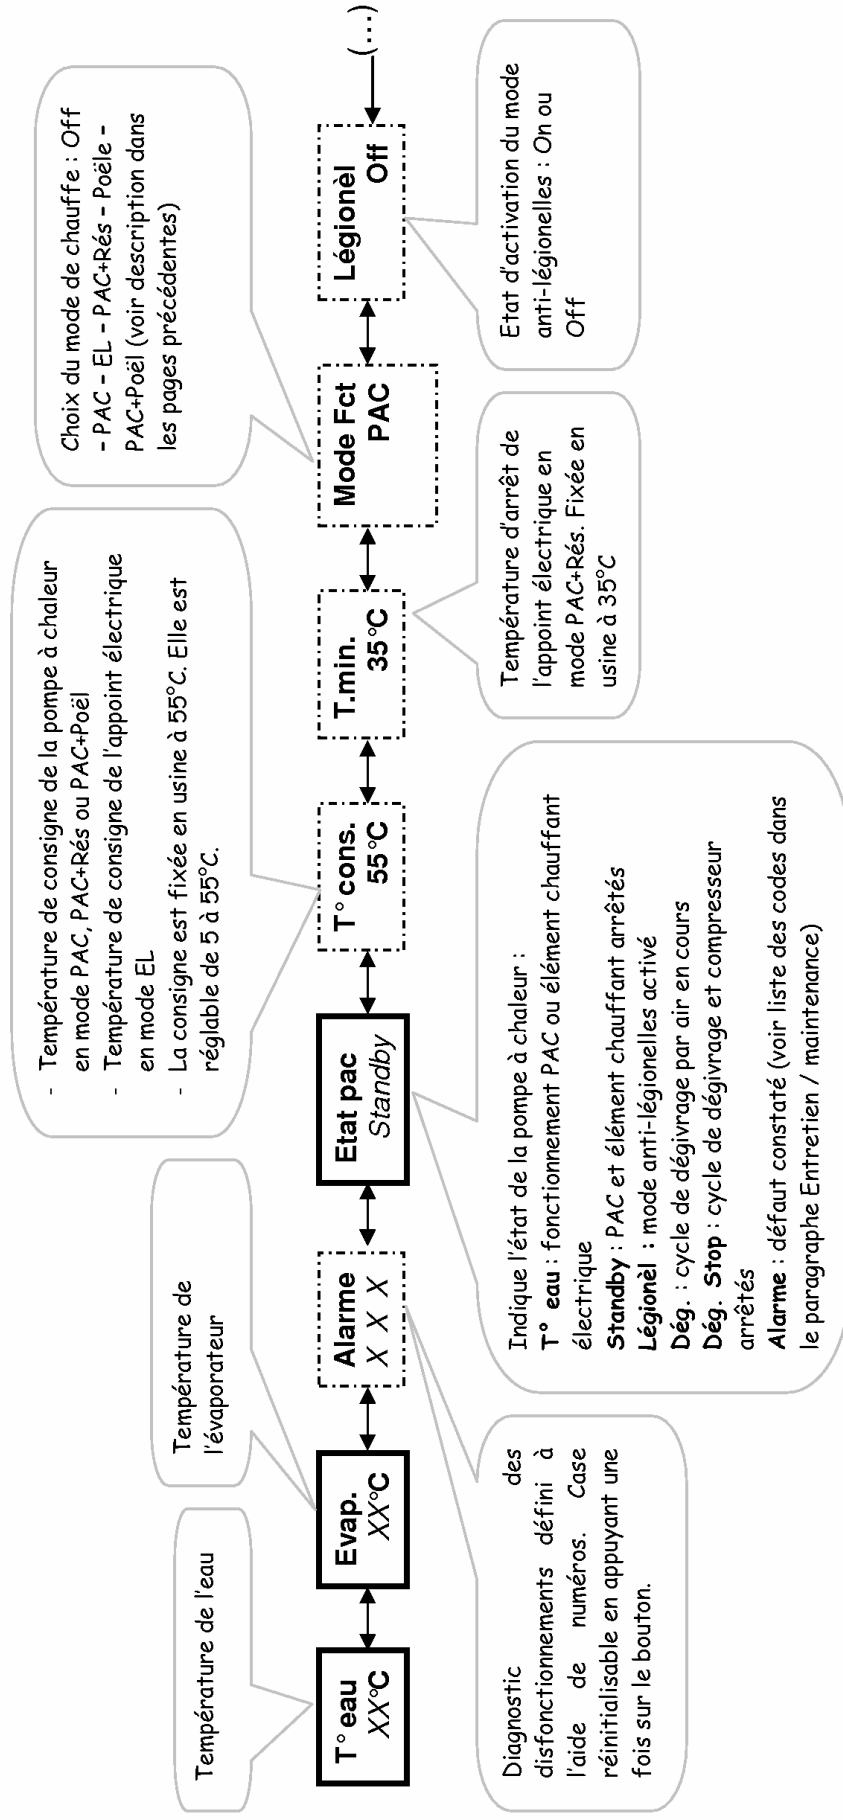 Température de l'eau
Température de
l'évaporateur
- Température de consigne de la pompe à chaleur
en mode PAC, PAC+Rés ou PAC+Poël
- Température de consigne de l'appoint électrique
en mode EL
- La consigne est fixée en usine à 55°C. Elle est
réglable de 5 à 55°C.
Choix du mode de chauffe : Off
- PAC - EL - PAC+Rés - Poële -
PAC+Poël (voir description dans
les pages précédentes)
T° eau
XX°C
Evap.
XX°C
Alarme
X X X
Etat pac
Standby
T° cons.
55°C
T.min.
35°C
Mode Fct
PAC
Légionèl
Off
(...)
Diagnostic des
disfonctionnements défini à
l'aide de numéros. Case
réinitialisable en appuyant une
fois sur le bouton.
Indique l'état de la pompe à chaleur :
T° eau : fonctionnement PAC ou élément chauffant
électrique
Standby : PAC et élément chauffant arrêtés
Légionèl : mode anti-légionelles activé
Dég. : cycle de dégivrage par air en cours
Dég. Stop : cycle de dégivrage et compresseur
arrêtés
Alarme : défaut constaté (voir liste des codes dans
le paragraphe Entretien / maintenance)
Température d'arrêt de
l'appoint électrique en
mode PAC+Rés. Fixée en
usine à 35°C
Etat d'activation du mode
anti-légionelles : On ou
Off